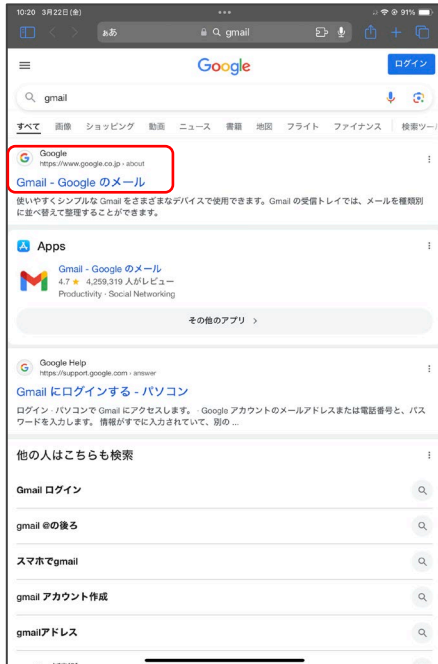 10:20 3月22日(金)
91%
ぁあ
gmail
Google
ログイン
gmail
すべて 画像 ショッピング 動画 ニュース 書籍 地図 フライト ファイナンス 検索ツール
Google
https://www.google.co.jp › about
Gmail - Google のメール
使いやすくシンプルな Gmail をさまざまなデバイスで使用できます。Gmail の受信トレイでは、メールを種類別
に並べ替えて整理することができます。
Apps
Gmail - Google のメール
4.7 ★ 4,259,319 人がレビュー
Productivity · Social Networking
その他のアプリ >
Google Help
https://support.google.com › answer
Gmail にログインする - パソコン
ログイン · パソコンで Gmail にアクセスします。 · Google アカウントのメールアドレスまたは電話番号と、パス
ワードを入力します。 情報がすでに入力されていて、別の ...
他の人はこちらも検索
Gmail ログイン
gmail @の後ろ
スマホでgmail
gmail アカウント作成
gmailアドレス